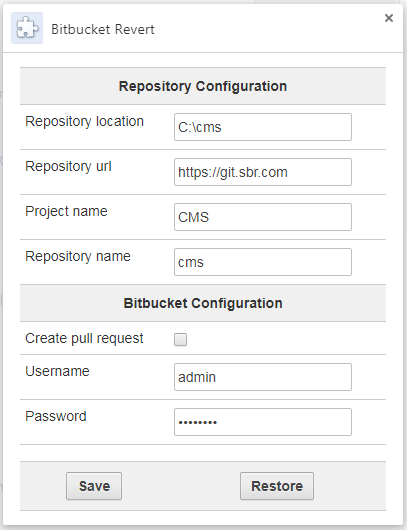 Bitbucket Revert
×
Repository Configuration
Repository location C:\cms
Repository url https://git.sbr.com
Project name CMS
Repository name cms
Bitbucket Configuration
Create pull request
Username admin
Password ••••••••
Save Restore